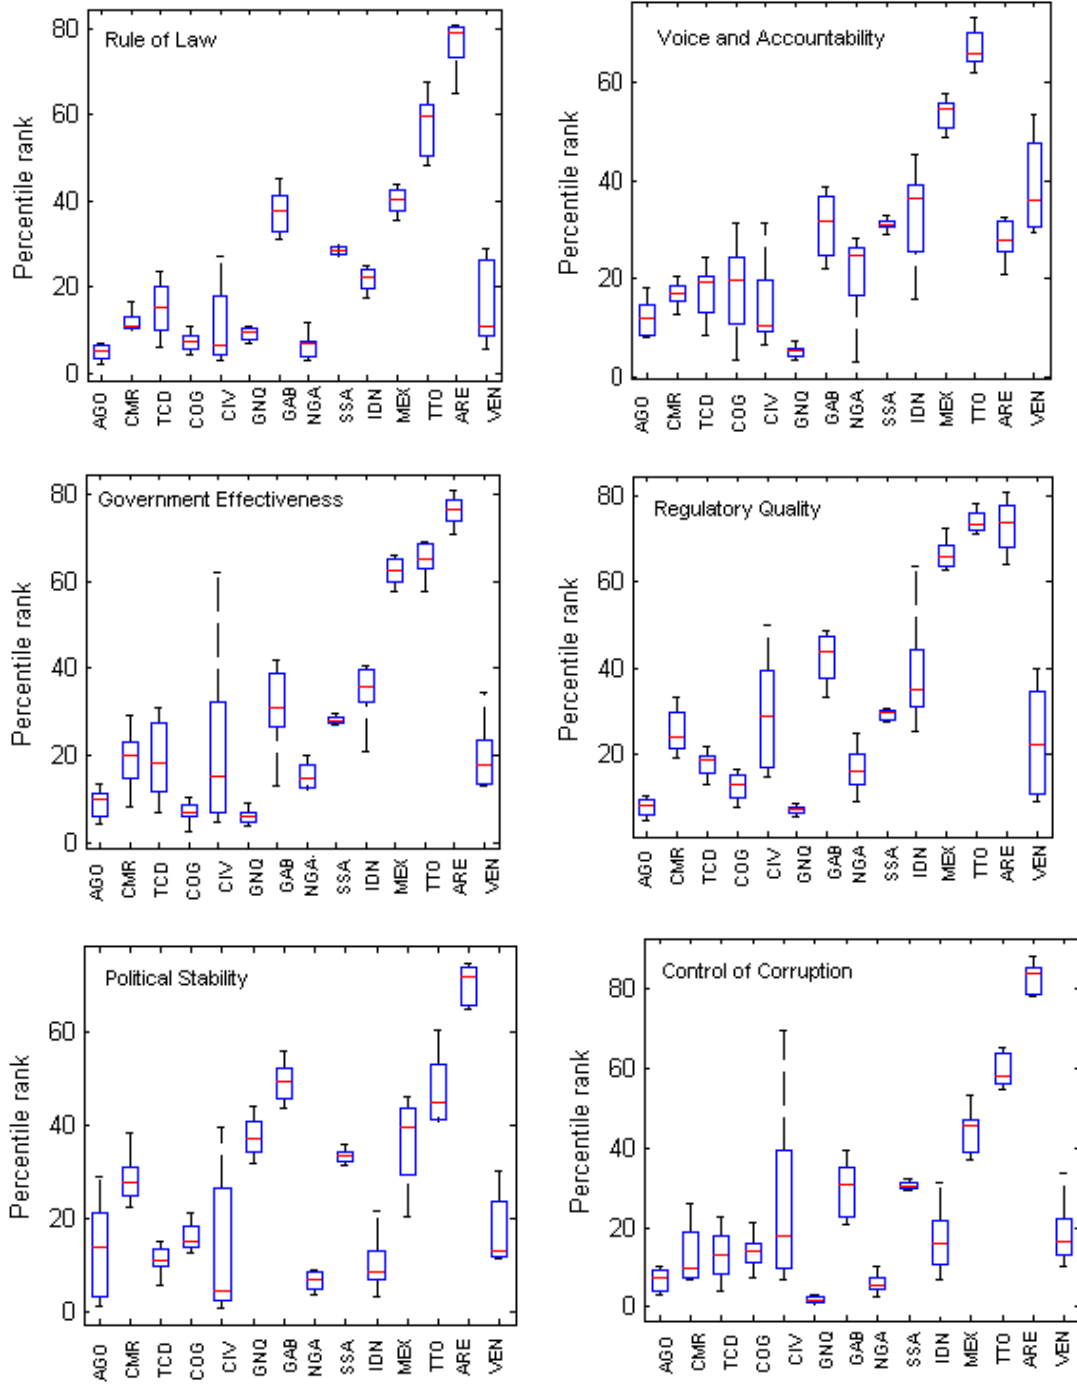 Rule of Law
Percentile rank
80
60
40
20
0
AGO CMR TCD COG CIV GNQ GAB NGA SSA IDN MEX TTO ARE VEN
Voice and Accountability
Percentile rank
60
40
20
0
AGO CMR TCD COG CIV GNQ GAB NGA SSA IDN MEX TTO ARE VEN
Government Effectiveness
Percentile rank
80
60
40
20
0
AGO CMR TCD COG CIV GNQ GAB NGA- SSA IDN MEX TTO ARE VEN
Regulatory Quality
Percentile rank
80
60
40
20
AGO CMR TCD COG CIV GNQ GAB NGA SSA IDN MEX TTO ARE VEN
Political Stability
Percentile rank
60
40
20
0
AGO CMR TCD COG CIV GNQ GAB NGA SSA IDN MEX TTO ARE VEN
Control of Corruption
Percentile rank
80
60
40
20
0
AGO CMR TCD COG CIV GNQ GAB NGA SSA IDN MEX TTO ARE VEN